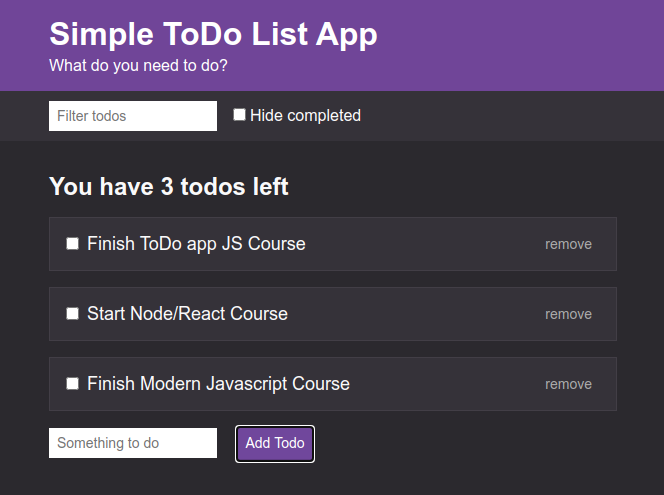 Simple ToDo List App
What do you need to do?
Filter todos
Hide completed
You have 3 todos left
Finish ToDo app JS Course
remove
Start Node/React Course
remove
Finish Modern Javascript Course
remove
Something to do
Add Todo